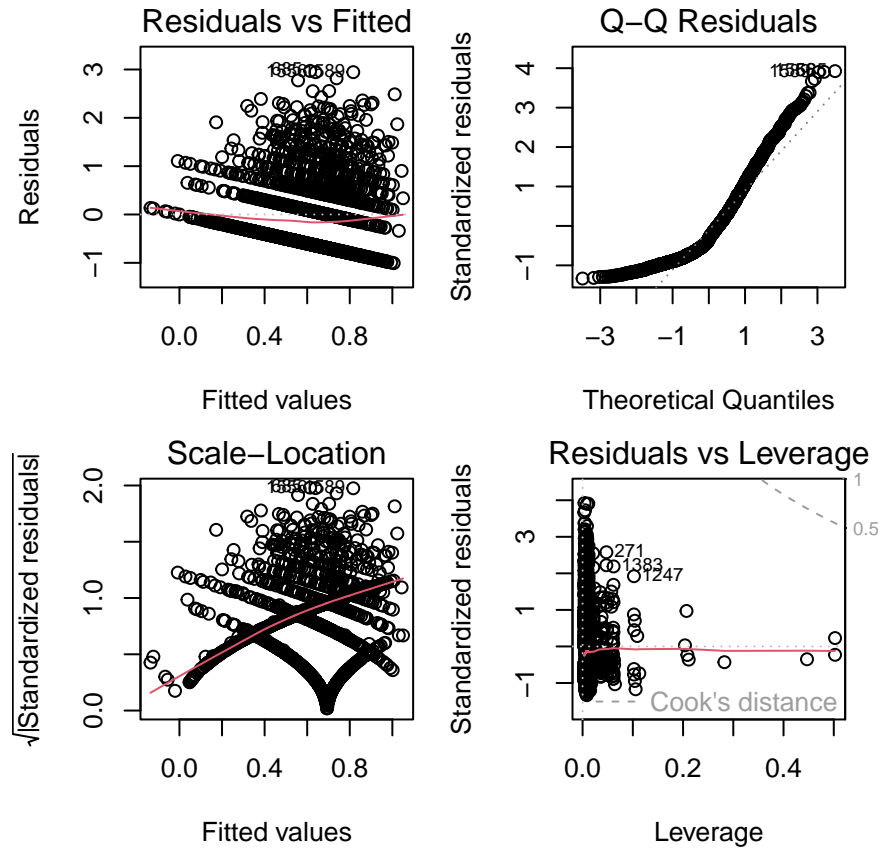 Residuals vs Fitted
Residuals
3
2
1
0
−1
0.0 0.4 0.8
Fitted values
Q−Q Residuals
Standardized residuals
4
3
2
1
−1
−3 −1 1 3
Theoretical Quantiles
Scale−Location
√|Standardized residuals|
2.0
1.0
0.0
0.0 0.4 0.8
Fitted values
Residuals vs Leverage
Standardized residuals
3
1
−1
271
1383
1247
1
0.5
Cook's distance
0.0 0.2 0.4
Leverage